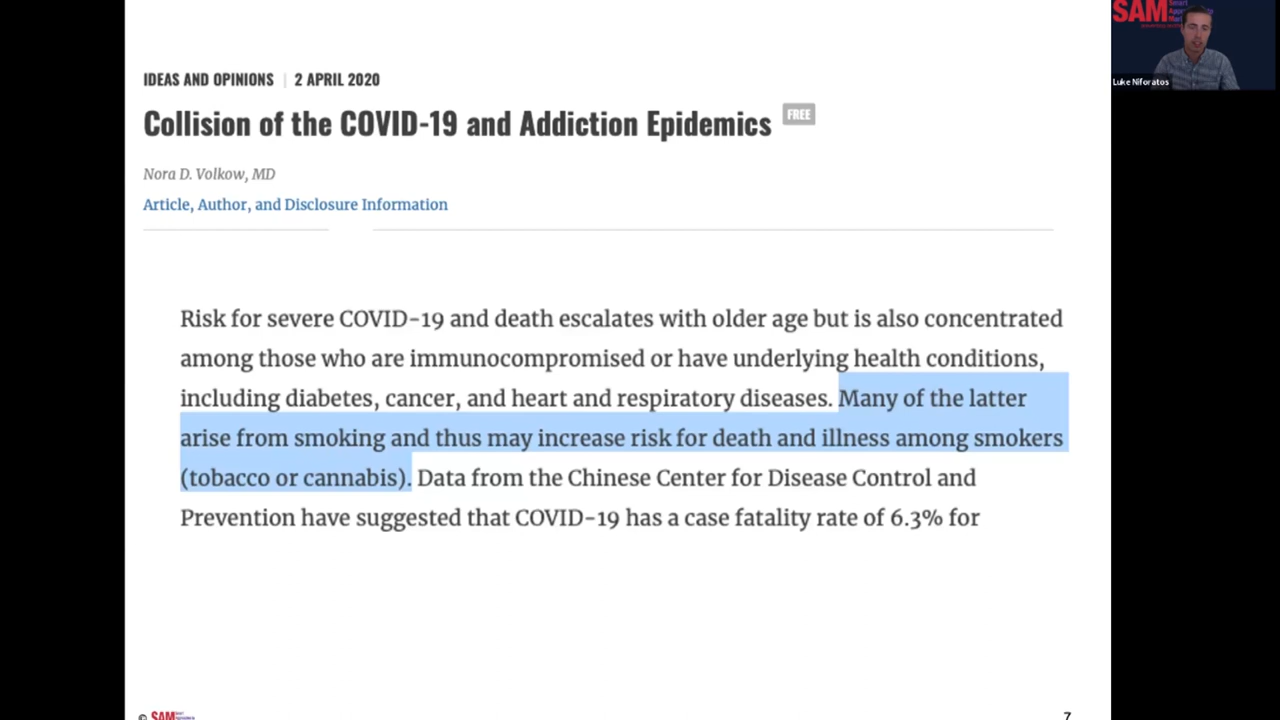 IDEAS AND OPINIONS | 2 APRIL 2020
Collision of the COVID-19 and Addiction Epidemics FREE
Nora D. Volkow, MD
Article, Author, and Disclosure Information
Risk for severe COVID-19 and death escalates with older age but is also concentrated
among those who are immunocompromised or have underlying health conditions,
including diabetes, cancer, and heart and respiratory diseases. Many of the latter
arise from smoking and thus may increase risk for death and illness among smokers
(tobacco or cannabis). Data from the Chinese Center for Disease Control and
Prevention have suggested that COVID-19 has a case fatality rate of 6.3% for
SAM
Luke Niforatos
© SAM
7